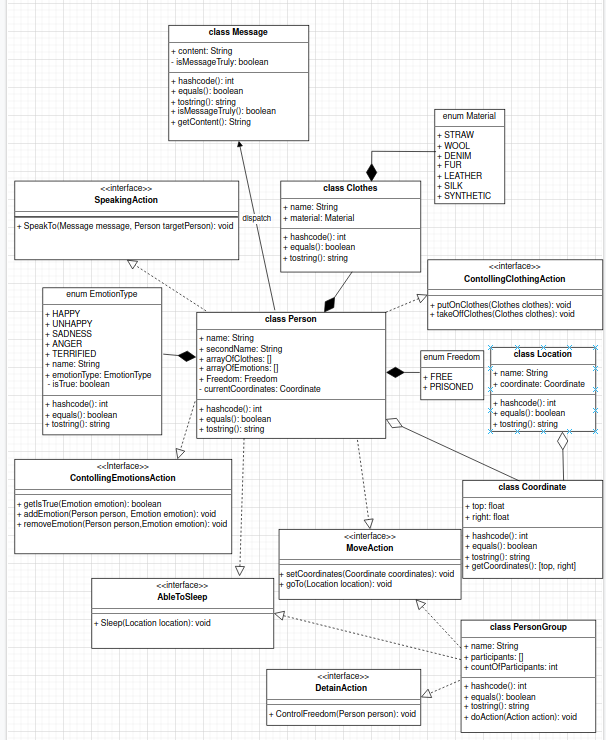 class Message
+ content: String
- isMessageTruly: boolean
+ hashcode(): int
+ equals(): boolean
+ tostring(): string
+ isMessageTruly(): boolean
+ getContent(): String
enum Material
+ STRAW
+ WOOL
+ DENIM
+ FUR
+ LEATHER
+ SILK
+ SYNTHETIC
<<interface>>
SpeakingAction
+ SpeakTo(Message message, Person targetPerson): void
dispatch
class Clothes
+ name: String
+ material: Material
+ hashcode(): int
+ equals(): boolean
+ tostring(): string
<<interface>>
ContollingClothingAction
+ putOnClothes(Clothes clothes): void
+ takeOffClothes(Clothes clothes): void
enum EmotionType
+ HAPPY
+ UNHAPPY
+ SADNESS
+ ANGER
+ TERRIFIED
+ name: String
+ emotionType: EmotionType
- isTrue: boolean
+ hashcode(): int
+ equals(): boolean
+ tostring(): string
class Person
+ name: String
+ secondName: String
+ arrayOfClothes: []
+ arrayOfEmotions: []
+ Freedom: Freedom
- currentCoordinates: Coordinate
+ hashcode(): int
+ equals(): boolean
+ tostring(): string
enum Freedom
+ FREE
+ PRISONED
class Location
+ name: String
+ coordinate: Coordinate
+ hashcode(): int
+ equals(): boolean
+ tostring(): string
<<Interface>>
ContollingEmotionsAction
+ getIsTrue(Emotion emotion): boolean
+ addEmotion(Person person, Emotion emotion): void
+ removeEmotion(Person person,Emotion emotion): void
class Coordinate
+ top: float
+ right: float
+ hashcode(): int
+ equals(): boolean
+ tostring(): string
+ getCoordinates(): [top, right]
<<interface>>
MoveAction
+ setCoordinates(Coordinate coordinates): void
+ goTo(Location location): void
<<interface>>
AbleToSleep
+ Sleep(Location location): void
class PersonGroup
+ name: String
+ participants: []
+ countOfParticipants: int
+ hashcode(): int
+ equals(): boolean
+ tostring(): string
+ doAction(Action action): void
<<interface>>
DetainAction
+ ControlFreedom(Person person): void